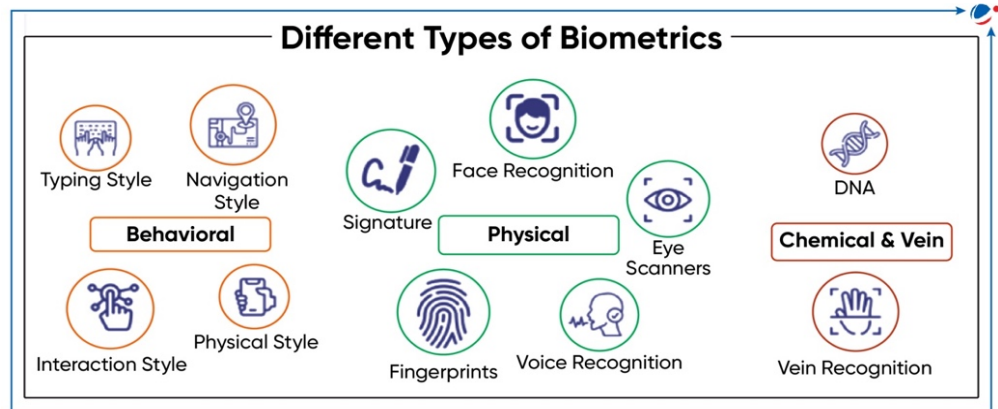 Different Types of Biometrics
Typing Style
Navigation
Style
Behavioral
Interaction Style
Physical Style
Signature
Face Recognition
Physical
Eye
Scanners
Fingerprints
Voice Recognition
DNA
Chemical & Vein
Vein Recognition